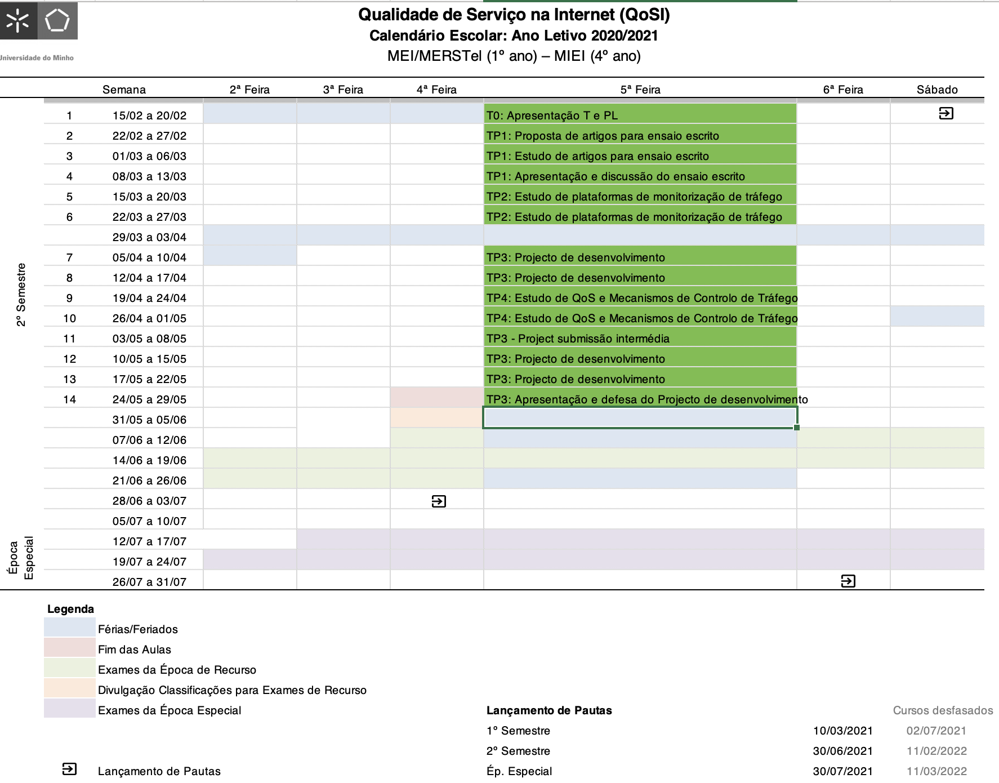 Qualidade de Serviço na Internet (QoSI)
Calendário Escolar: Ano Letivo 2020/2021
MEI/MERSTel (1º ano) – MIEI (4º ano)
Universidade do Minho
Semana 2ª Feira 3ª Feira 4ª Feira 5ª Feira 6ª Feira Sábado
2º Semestre
1 15/02 a 20/02 T0: Apresentação T e PL
2 22/02 a 27/02 TP1: Proposta de artigos para ensaio escrito
3 01/03 a 06/03 TP1: Estudo de artigos para ensaio escrito
4 08/03 a 13/03 TP1: Apresentação e discussão do ensaio escrito
5 15/03 a 20/03 TP2: Estudo de plataformas de monitorização de tráfego
6 22/03 a 27/03 TP2: Estudo de plataformas de monitorização de tráfego
29/03 a 03/04
7 05/04 a 10/04 TP3: Projecto de desenvolvimento
8 12/04 a 17/04 TP3: Projecto de desenvolvimento
9 19/04 a 24/04 TP4: Estudo de QoS e Mecanismos de Controlo de Tráfego
10 26/04 a 01/05 TP4: Estudo de QoS e Mecanismos de Controlo de Tráfego
11 03/05 a 08/05 TP3 - Project submissão intermédia
12 10/05 a 15/05 TP3: Projecto de desenvolvimento
13 17/05 a 22/05 TP3: Projecto de desenvolvimento
14 24/05 a 29/05 TP3: Apresentação e defesa do Projecto de desenvolvimento
31/05 a 05/06
07/06 a 12/06
14/06 a 19/06
21/06 a 26/06
28/06 a 03/07
05/07 a 10/07
Época
Especial
12/07 a 17/07
19/07 a 24/07
26/07 a 31/07
Legenda
Férias/Feriados
Fim das Aulas
Exames da Época de Recurso
Divulgação Classificações para Exames de Recurso
Exames da Época Especial
Lançamento de Pautas
Lançamento de Pautas Cursos desfasados
1º Semestre 10/03/2021 02/07/2021
2º Semestre 30/06/2021 11/02/2022
Ép. Especial 30/07/2021 11/03/2022